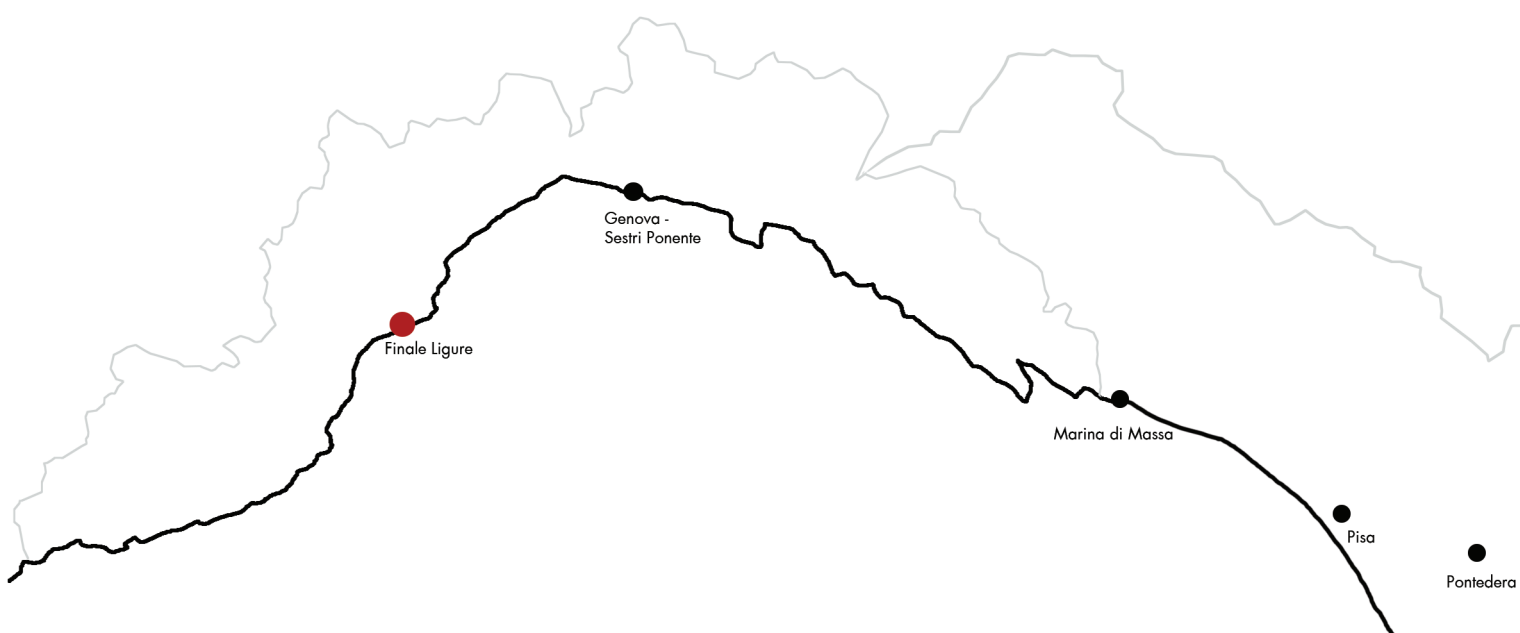 Genova -
Sestri Ponente
Finale Ligure
Marina di Massa
Pisa
Pontedera